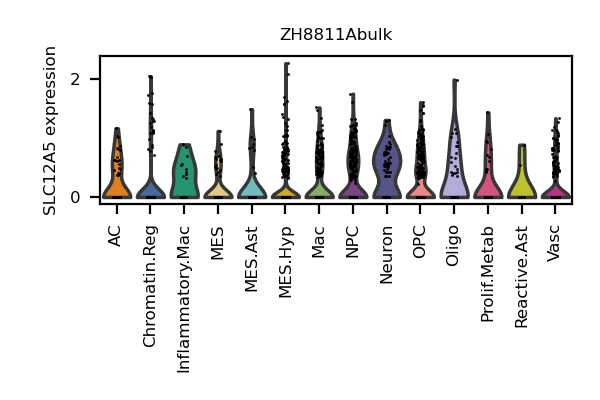 ZH8811Abulk
SLC12A5 expression
2
0
AC
Chromatin.Reg
Inflammatory.Mac
MES
MES.Ast
MES.Hyp
Mac
NPC
Neuron
OPC
Oligo
Prolif.Metab
Reactive.Ast
Vasc